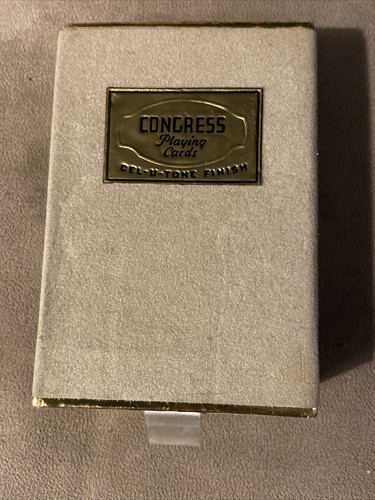 CONGRESS
Playing
Cards
CEL-U-TONE FINISH